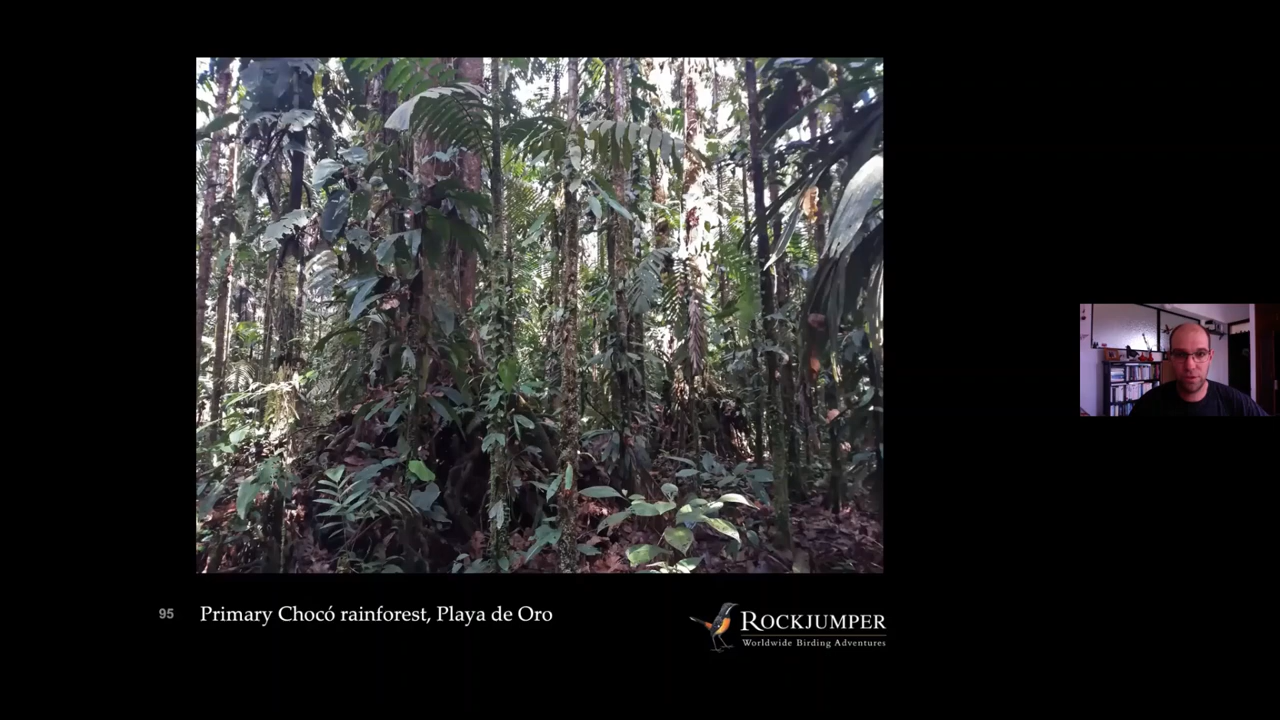 95 Primary Chocó rainforest, Playa de Oro
ROCKJUMPER
Worldwide Birding Adventures